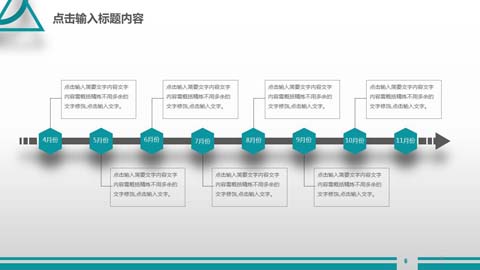 点击输入标题内容
点击输入简要文字内容文字
内容需概括精炼不用多余的
文字修饰,点击输入文字。
点击输入简要文字内容文字
内容需概括精炼不用多余的
文字修饰,点击输入文字。
点击输入简要文字内容文字
内容需概括精炼不用多余的
文字修饰,点击输入文字。
点击输入简要文字内容文字
内容需概括精炼不用多余的
文字修饰,点击输入文字。
4月份
5月份
6月份
7月份
8月份
9月份
10月份
11月份
点击输入简要文字内容文字
内容需概括精炼不用多余的
文字修饰,点击输入文字。
点击输入简要文字内容文字
内容需概括精炼不用多余的
文字修饰,点击输入文字。
点击输入简要文字内容文字
内容需概括精炼不用多余的
文字修饰,点击输入文字。
6